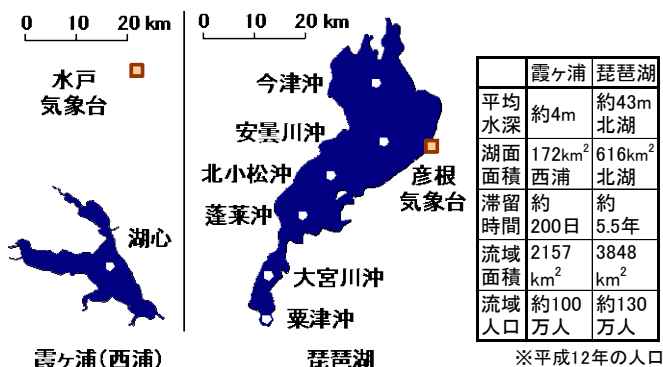 0 10 20 km
水戸
気象台
湖心
霞ヶ浦(西浦)
0 10 20 km
今津沖
安曇川沖
北小松沖
蓬莱沖
彦根
気象台
大宮川沖
粟津沖
琵琶湖
霞ヶ浦 琵琶湖
平均水深 約4m 約43m 北湖
湖面面積 172km² 西浦 616km² 北湖
滞留時間 約200日 約5.5年
流域面積 2157km² 3848km²
流域人口 約100万人 約130万人
※平成12年の人口